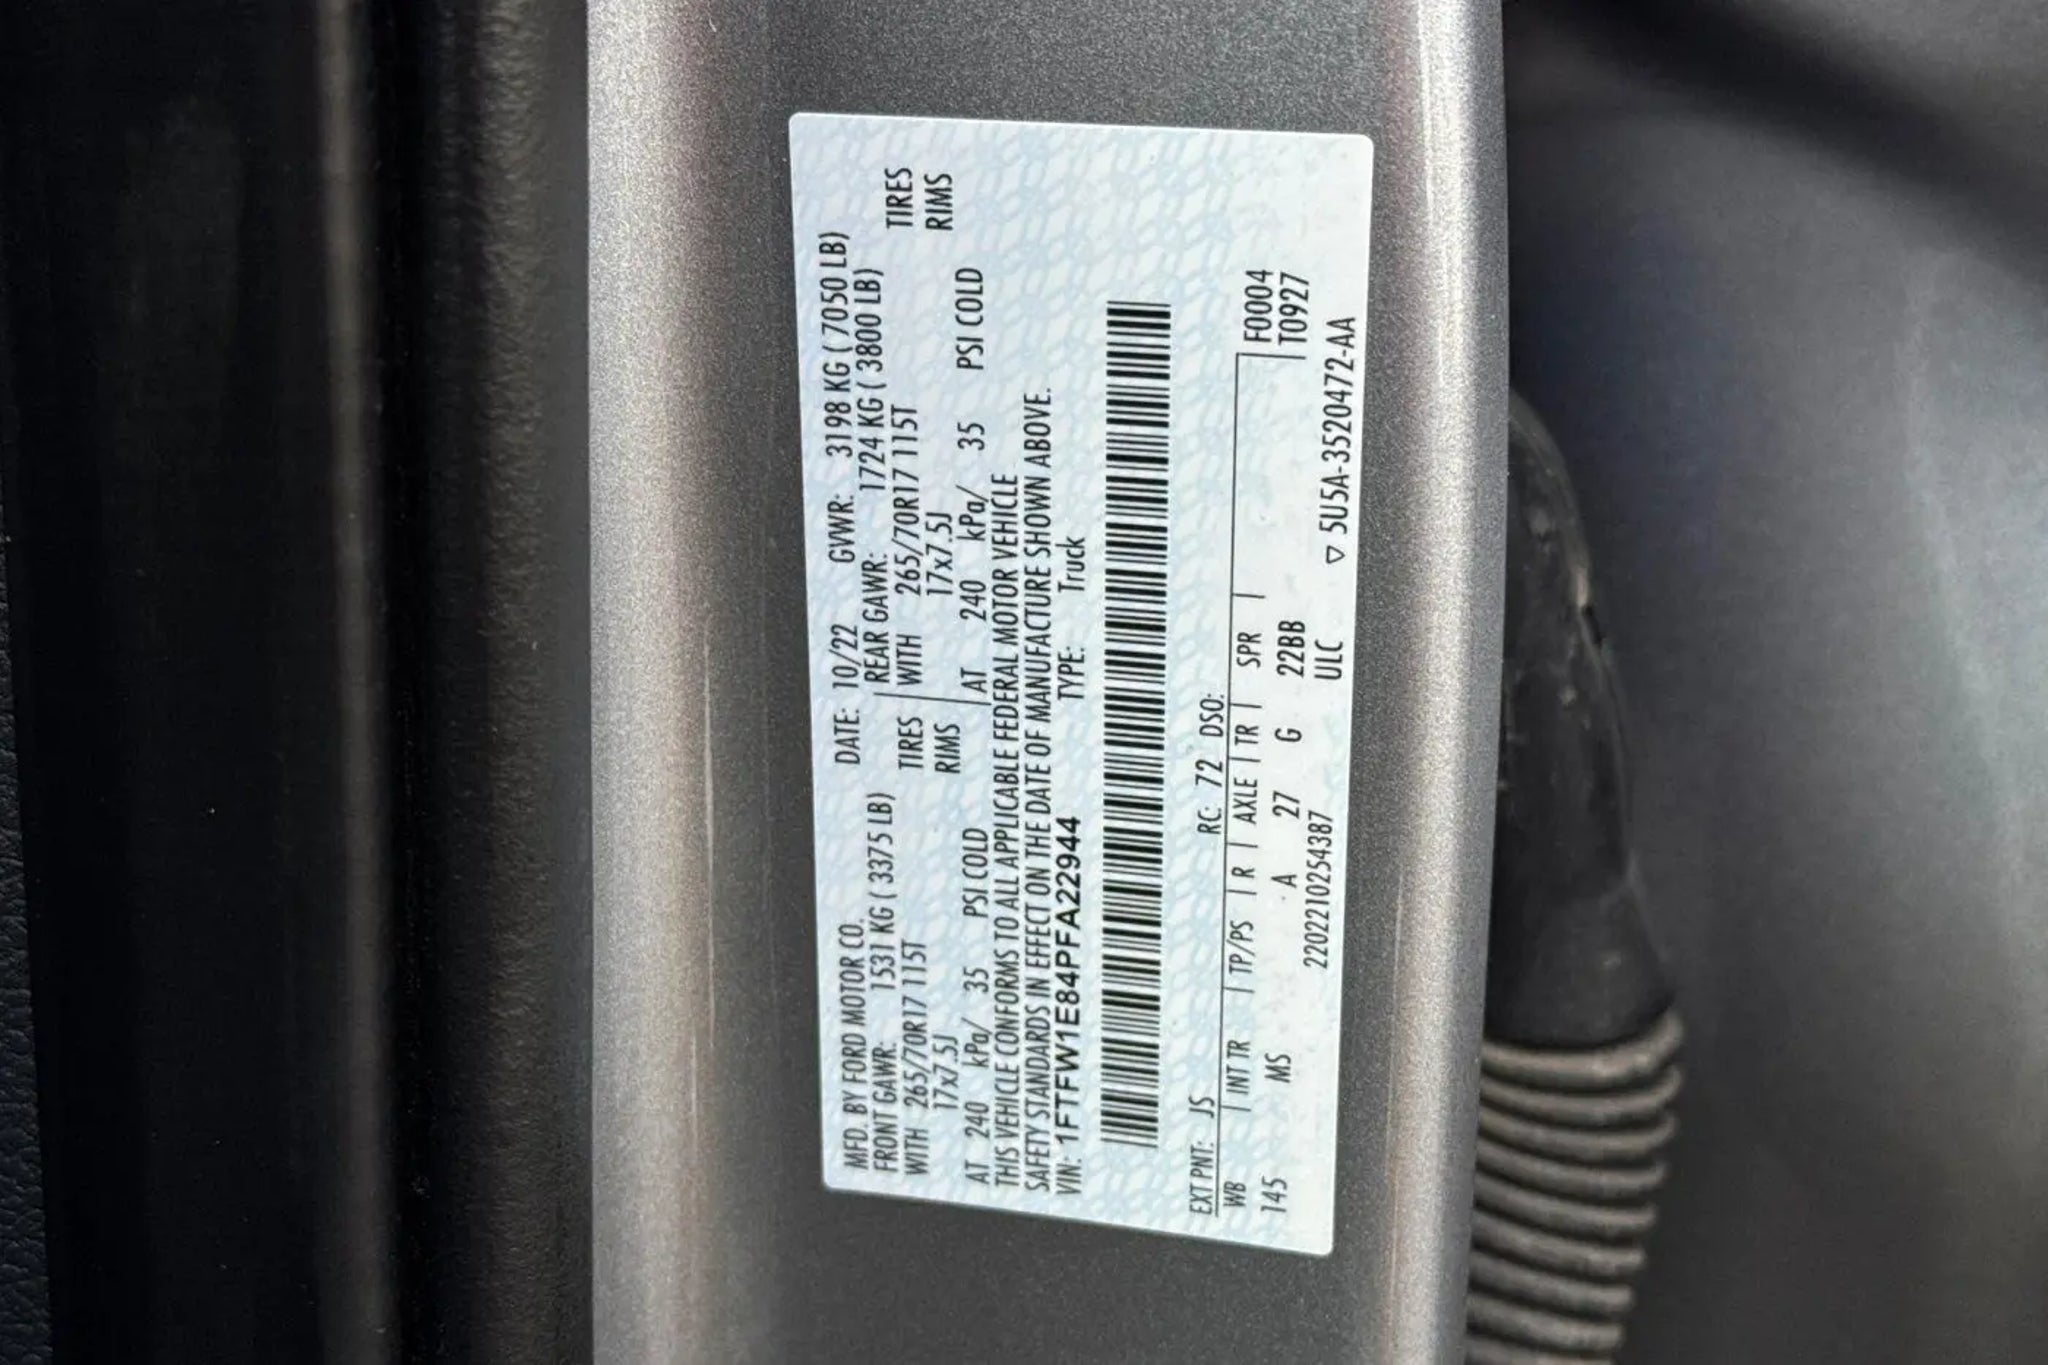 MFD. BY FORD MOTOR CO. DATE: 10/22 GVWR: 3198 KG ( 7050 LB)
FRONT GAWR: 1531 KG ( 3375 LB) REAR GAWR: 1724 KG ( 3800 LB)
WITH 265/70R17 115T TIRES WITH 265/70R17 115T TIRES
17x7.5J RIMS 17x7.5J RIMS
AT 240 kPa/ 35 PSI COLD AT 240 kPa/ 35 PSI COLD
THIS VEHICLE CONFORMS TO ALL APPLICABLE FEDERAL MOTOR VEHICLE
SAFETY STANDARDS IN EFFECT ON THE DATE OF MANUFACTURE SHOWN ABOVE.
VIN: 1FTFW1E84PFA22944 TYPE: Truck
EXT PNT: JS RC: 72 DSO:
WB | INT TR | TP/PS | R | AXLE | TR | SPR | F0004
145 MS A 27 G 22BB T0927
2202210254387 ULC ▽ 5U5A-3520472-AA